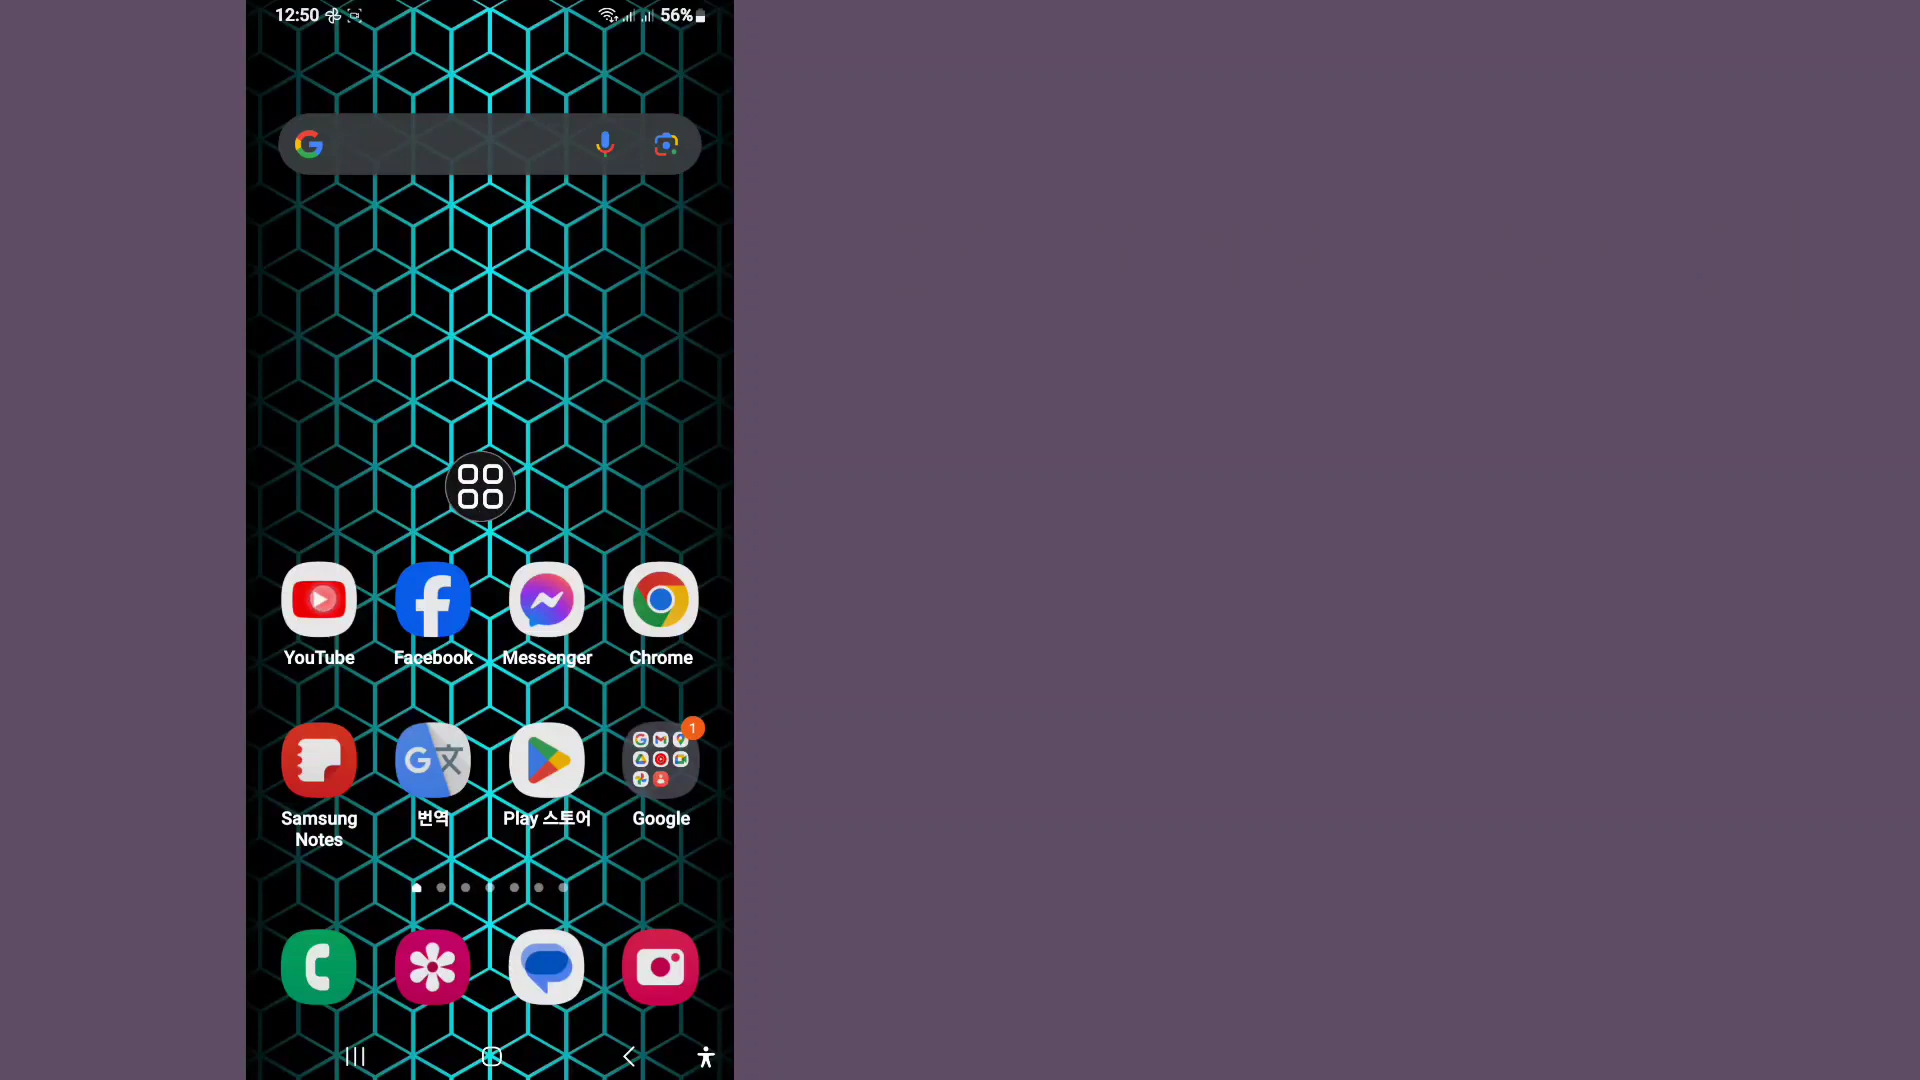 12:50
56%
YouTube
Facebook
Messenger
Chrome
1
Samsung
Notes
번역
Play 스토어
Google